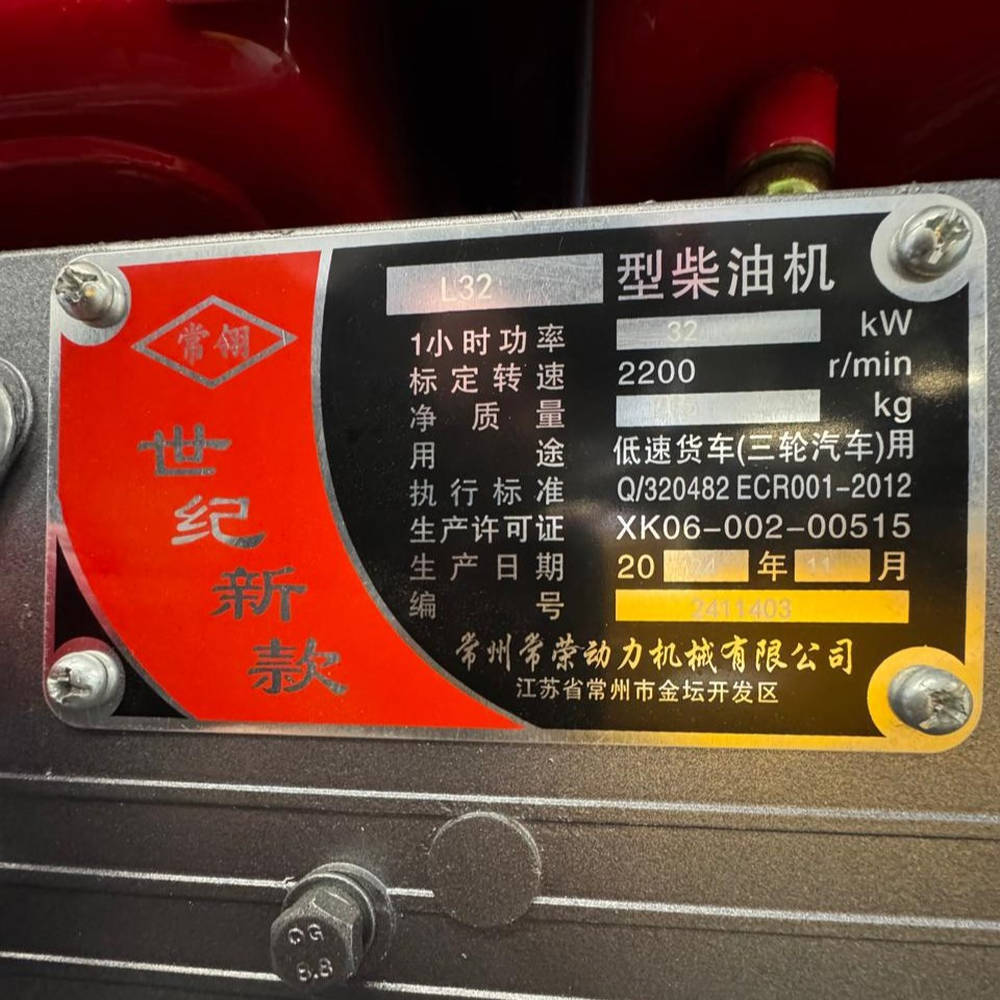 常翎
世纪新款
L32 型柴油机
1小时功率 32 kW
标定转速 2200 r/min
净质量 kg
用途 低速货车(三轮汽车)用
执行标准 Q/320482 ECR001-2012
生产许可证 XK06-002-00515
生产日期 20 24 年 11 月
编号 2411403
常州常荣动力机械有限公司
江苏省常州市金坛开发区
CG
8.8